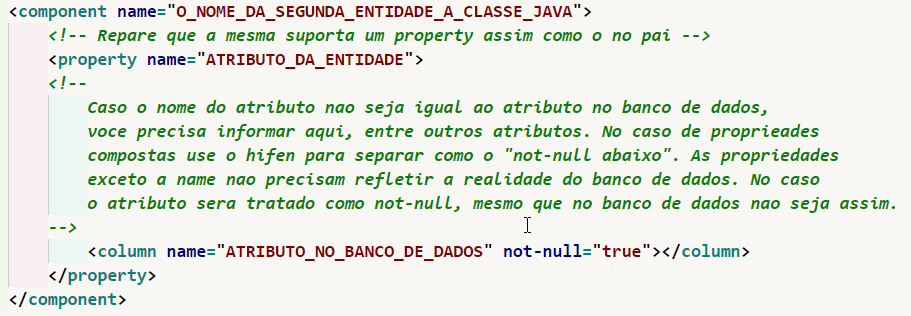 <component name="O_NOME_DA_SEGUNDA_ENTIDADE_A_CLASSE_JAVA">
<!-- Repare que a mesma suporta um property assim como o no pai -->
<property name="ATRIBUTO_DA_ENTIDADE">
<!--
Caso o nome do atributo nao seja igual ao atributo no banco de dados,
voce precisa informar aqui, entre outros atributos. No caso de proprieades
compostas use o hifen para separar como o "not-null abaixo". As propriedades
exceto a name nao precisam refletir a realidade do banco de dados. No caso
o atributo sera tratado como not-null, mesmo que no banco de dados nao seja assim.
-->
<column name="ATRIBUTO_NO_BANCO_DE_DADOS" not-null="true"></column>
</property>
</component>